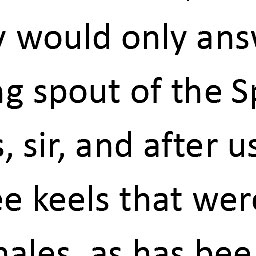 would only answ
ng spout of the Sp
s, sir, and after us
ee keels that were
males, as has bee